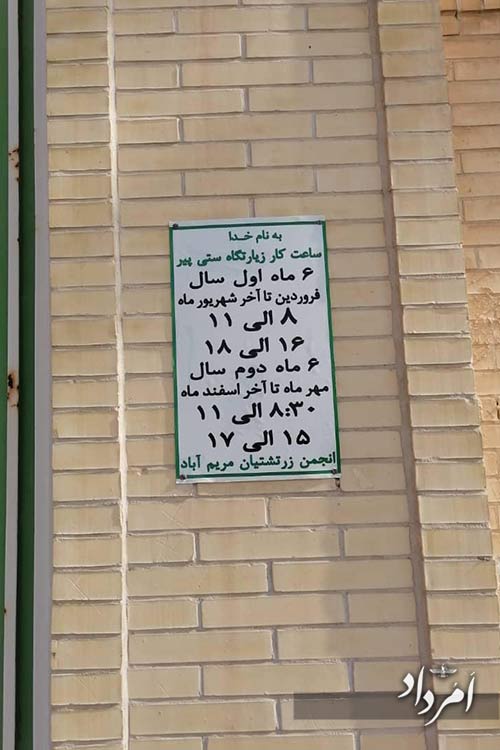 به نام خدا
ساعت کار زیارتگاه ستی پیر
۶ ماه اول سال
فروردین تا آخر شهریور ماه
۸ الی ۱۱
۱۶ الی ۱۸
۶ ماه دوم سال
مهر ماه تا آخر اسفند ماه
۸:۳۰ الی ۱۱
۱۵ الی ۱۷
انجمن زرتشتیان مریم آباد
اَمُرداد